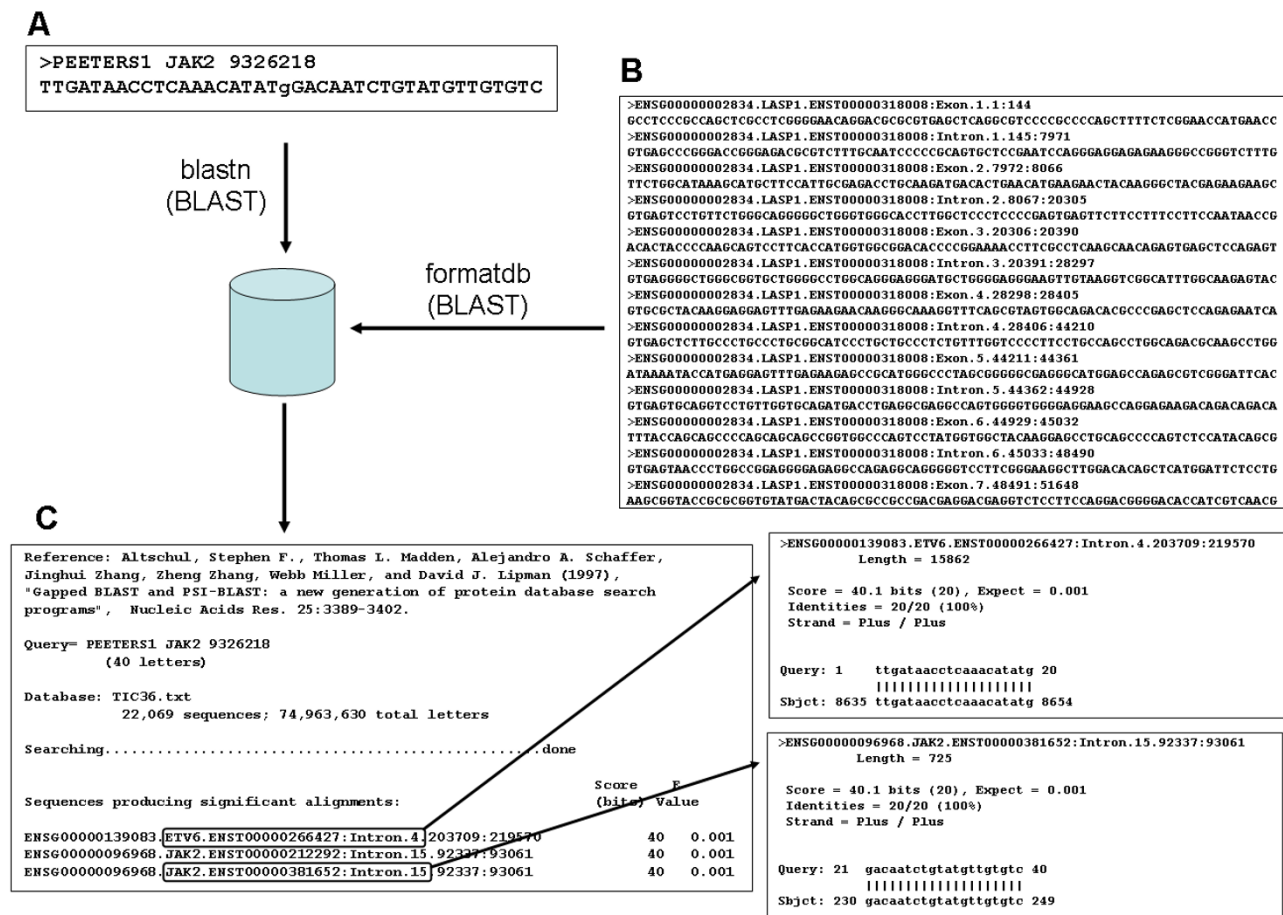 A
>PEETERS1 JAK2 9326218
TTGATAACCTCAAACATATgGACAATCTGTATGTTGTGTC
blastn
(BLAST)
formatdb
(BLAST)
B
>ENSG00000002834.LASP1.ENST00000318008:Exon.1.1:144
GCCTCCCGCCAGCTCGCCTCGGGGAACAGGACGCGCGTGAGCTCAGGCGTCCCCGCCCCAGCTTTTCTCGGAACCATGAACC
>ENSG00000002834.LASP1.ENST00000318008:Intron.1.145:7971
GTGAGCCCGGGACCGGGAGACGCGTCTTTGCAATCCCCCGCAGTGCTCCGAATCCAGGGAGGAGAGAAGGGCCGGGTCTTTG
>ENSG00000002834.LASP1.ENST00000318008:Exon.2.7972:8066
TTCTGGCATAAAGCATGCTTCCATTGCGAGACCTGCAAGATGACACTGAACATGAAGAACTACAAGGGCTACGAGAAGAAGC
>ENSG00000002834.LASP1.ENST00000318008:Intron.2.8067:20305
GTGAGTCCTGTTCTGGGCAGGGGGCTGGGTGGGCACCTTGGCTCCCTCCCCGAGTGAGTTCTTCCTTTCCTTCCAATAACCG
>ENSG00000002834.LASP1.ENST00000318008:Exon.3.20306:20390
ACACTACCCCAAGCAGTCCTTCACCATGGTGGCGGACACCCCGGAAAACCTTCGCCTCAAGCAACAGAGTGAGCTCCAGAGT
>ENSG00000002834.LASP1.ENST00000318008:Intron.3.20391:28297
GTGAGGGGCTGGGCGGTGCTGGGGCCTGGCAGGGAGGGATGCTGGGGAGGGAAGTTGTAAGGTCGGCATTTGGCAAGAGTAC
>ENSG00000002834.LASP1.ENST00000318008:Exon.4.28298:28405
GTGCGCTACAAGGAGGAGTTTGAGAAGAACAAGGGCAAAGGTTTCAGCGTAGTGGCAGACACGCCCGAGCTCCAGAGAATCA
>ENSG00000002834.LASP1.ENST00000318008:Intron.4.28406:44210
GTGAGCTCTTGCCCTGCCCTGCGGCATCCCTGCTGCCCTCTGTTTGGTCCCCTTCCTGCCAGCCTGGCAGACGCAAGCCTGG
>ENSG00000002834.LASP1.ENST00000318008:Exon.5.44211:44361
ATAAAATACCATGAGGAGTTTGAGAAGAGCCGCATGGGCCCTAGCGGGGGCGAGGGCATGGAGCCAGAGCGTCGGGATTCAC
>ENSG00000002834.LASP1.ENST00000318008:Intron.5.44362:44928
GTGAGTGCAGGTCCTGTTGGTGCAGATGACCTGAGGCGAGGCCAGTGGGGTGGGGAGGAAGCCAGGAGAAGACAGACAGACA
>ENSG00000002834.LASP1.ENST00000318008:Exon.6.44929:45032
TTTACCAGCAGCCCCAGCAGCAGCCGGTGGCCCAGTCCTATGGTGGCTACAAGGAGCCTGCAGCCCCAGTCTCCATACAGCG
>ENSG00000002834.LASP1.ENST00000318008:Intron.6.45033:48490
GTGAGTAACCCTGGCCGGAGGGGAGAGGCCAGAGGCAGGGGGTCCTTCGGGAAGGCTTGGACACAGCTCATGGATTCTCCTG
>ENSG00000002834.LASP1.ENST00000318008:Exon.7.48491:51648
AAGCGGTACCGCGCGGTGTATGACTACAGCGCCGCCGACGAGGACGAGGTCTCCTTCCAGGACGGGGACACCATCGTCAACG
C
Reference: Altschul, Stephen F., Thomas L. Madden, Alejandro A. Schaffer,
Jinghui Zhang, Zheng Zhang, Webb Miller, and David J. Lipman (1997),
"Gapped BLAST and PSI-BLAST: a new generation of protein database search
programs", Nucleic Acids Res. 25:3389-3402.
Query= PEETERS1 JAK2 9326218
(40 letters)
Database: TIC36.txt
22,069 sequences; 74,963,630 total letters
Searching..................................................done
Score E
Sequences producing significant alignments: (bits) Value
ENSG00000139083.ETV6.ENST00000266427:Intron.4.203709:219570 40 0.001
ENSG00000096968.JAK2.ENST00000212292:Intron.15.92337:93061 40 0.001
ENSG00000096968.JAK2.ENST00000381652:Intron.15.92337:93061 40 0.001
>ENSG00000139083.ETV6.ENST00000266427:Intron.4.203709:219570
Length = 15862
Score = 40.1 bits (20), Expect = 0.001
Identities = 20/20 (100%)
Strand = Plus / Plus
Query: 1 ttgataacctcaaacatatg 20
||||||||||||||||||||
Sbjct: 8635 ttgataacctcaaacatatg 8654
>ENSG00000096968.JAK2.ENST00000381652:Intron.15.92337:93061
Length = 725
Score = 40.1 bits (20), Expect = 0.001
Identities = 20/20 (100%)
Strand = Plus / Plus
Query: 21 gacaatctgtatgttgtgtc 40
||||||||||||||||||||
Sbjct: 230 gacaatctgtatgttgtgtc 249